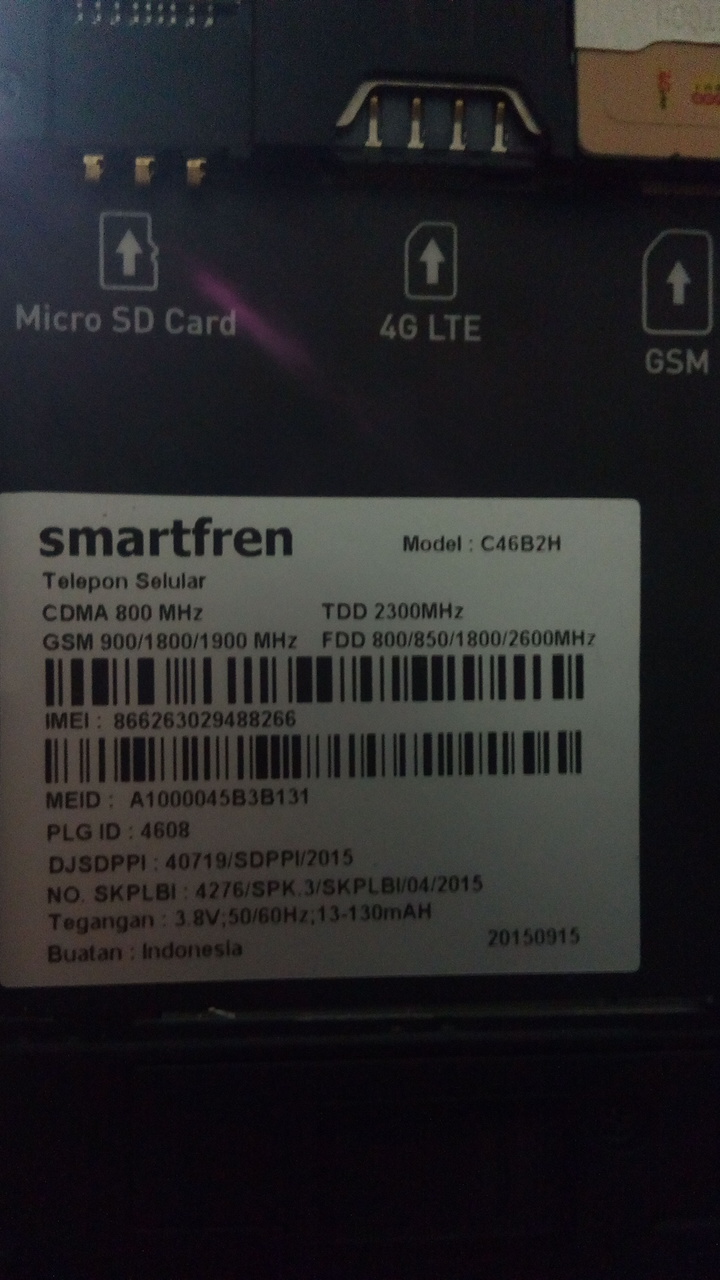 Micro SD Card
4G LTE
GSM
smartfren
Model : C46B2H
Telepon Selular
CDMA 800 MHz
TDD 2300MHz
GSM 900/1800/1900 MHz
FDD 800/850/1800/2600MHz
IMEI : 866263029488266
MEID : A1000045B3B131
PLG ID : 4608
DJSDPPI : 40719/SDPPI/2015
NO. SKPLBI : 4276/SPK.3/SKPLBI/04/2015
Tegangan : 3.8V;50/60Hz;13-130mAH
20150915
Buatan : Indonesia